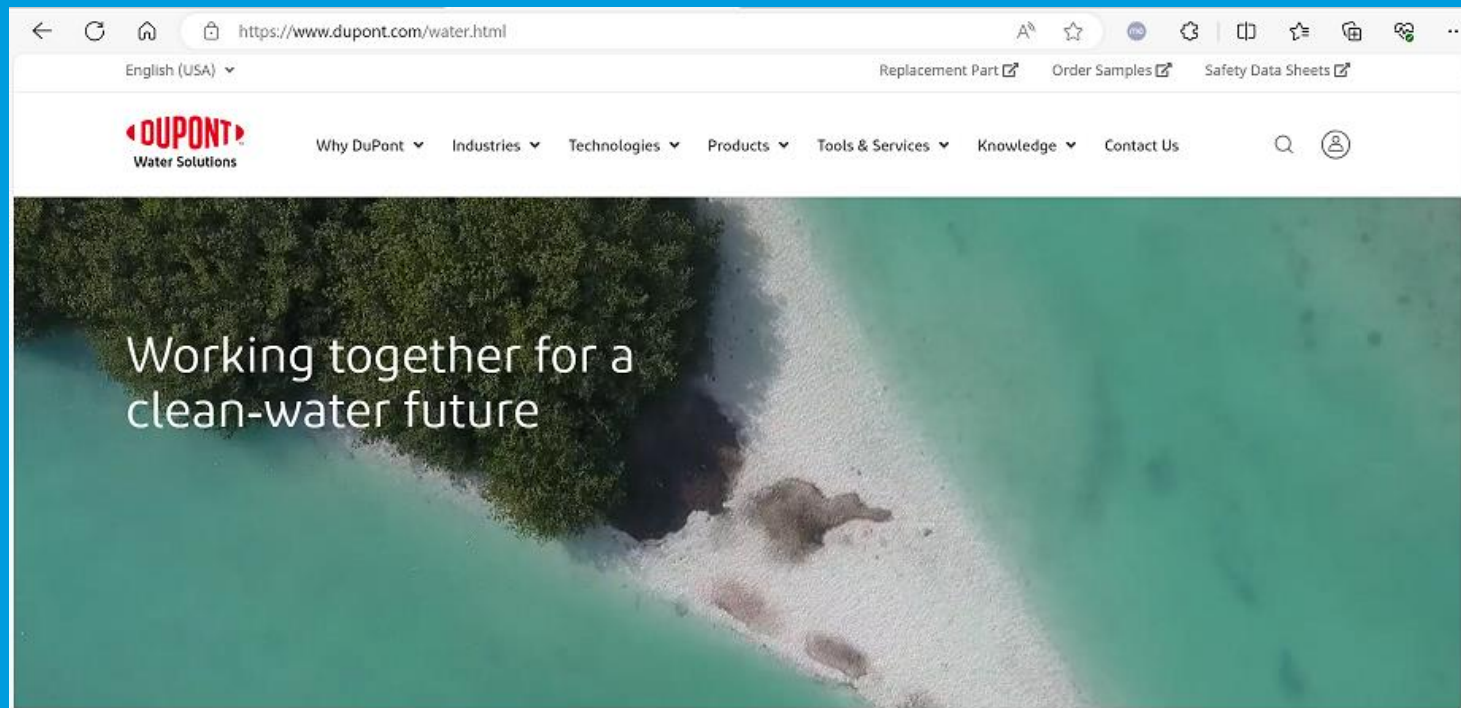 https://www.dupont.com/water.html
English (USA)
Replacement Part
Order Samples
Safety Data Sheets
DUPONT
Water Solutions
Why DuPont
Industries
Technologies
Products
Tools & Services
Knowledge
Contact Us
Working together for a
clean-water future